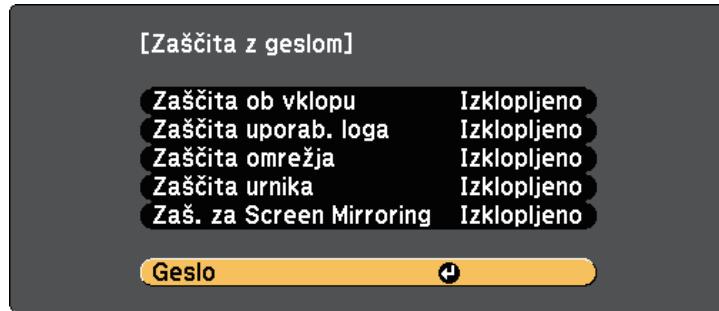 [Zaščita z geslom]
Zaščita ob vklopu Izklopljeno
Zaščita uporab. loga Izklopljeno
Zaščita omrežja Izklopljeno
Zaščita urnika Izklopljeno
Zaš. za Screen Mirroring Izklopljeno
Geslo